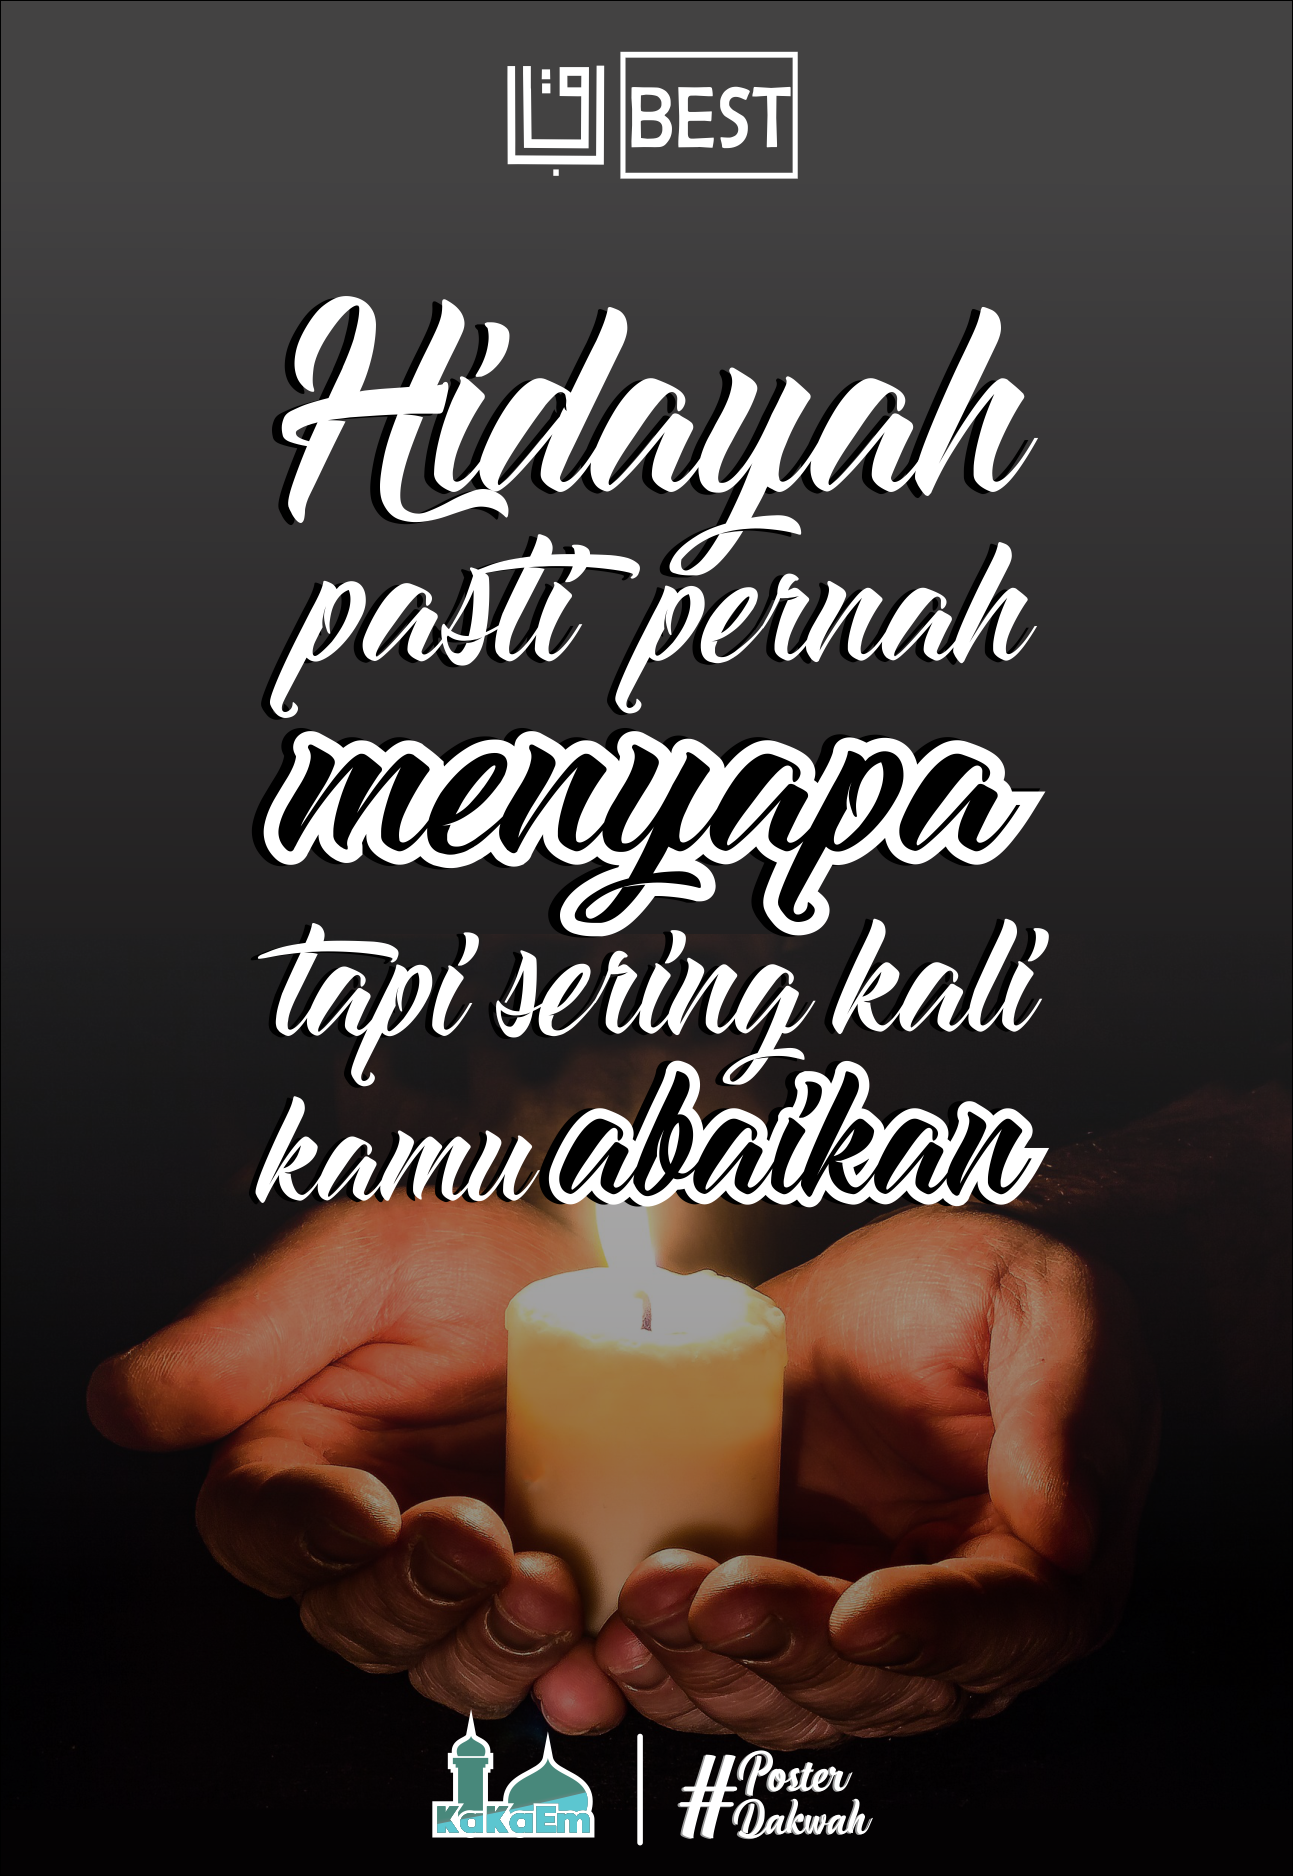 BEST
Hidayah
pasti pernah
menyapa
tapi sering kali
kamu abaikan
KaKaEm
#Poster
Dakwah